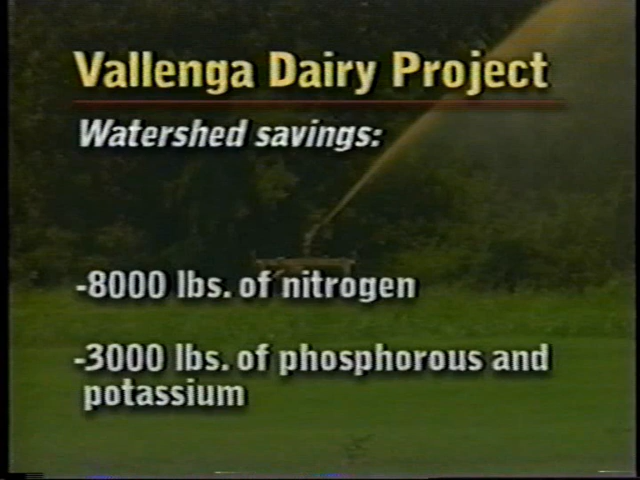 Vallenga Dairy Project
Watershed savings:
-8000 lbs. of nitrogen
-3000 lbs. of phosphorous and
potassium